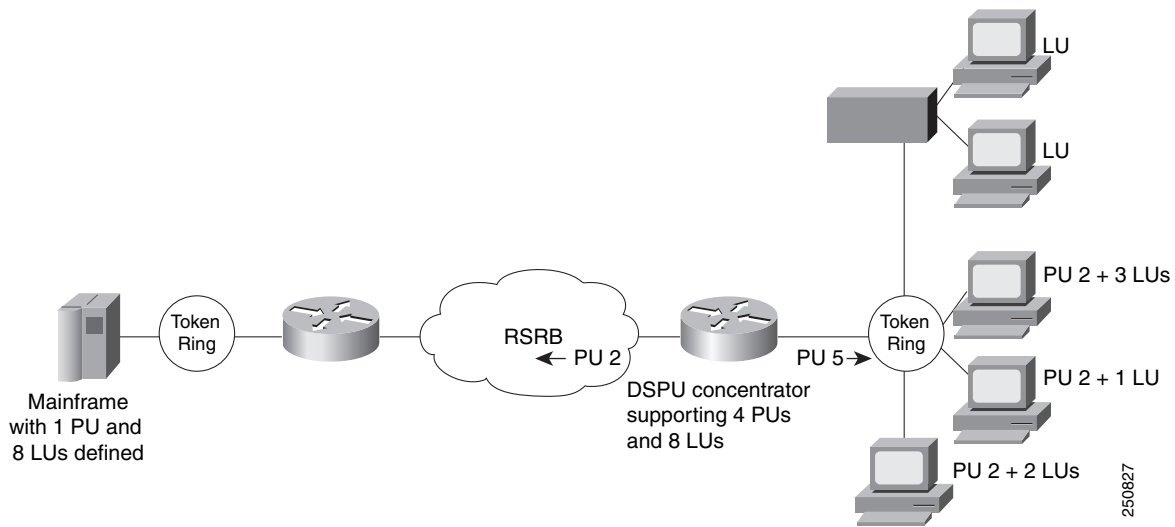 LU
LU
PU 2 + 3 LUs
Token
Ring
RSRB
← PU 2
PU 5 →
Token
Ring
PU 2 + 1 LU
Mainframe
with 1 PU and
8 LUs defined
DSPU concentrator
supporting 4 PUs
and 8 LUs
PU 2 + 2 LUs
250827